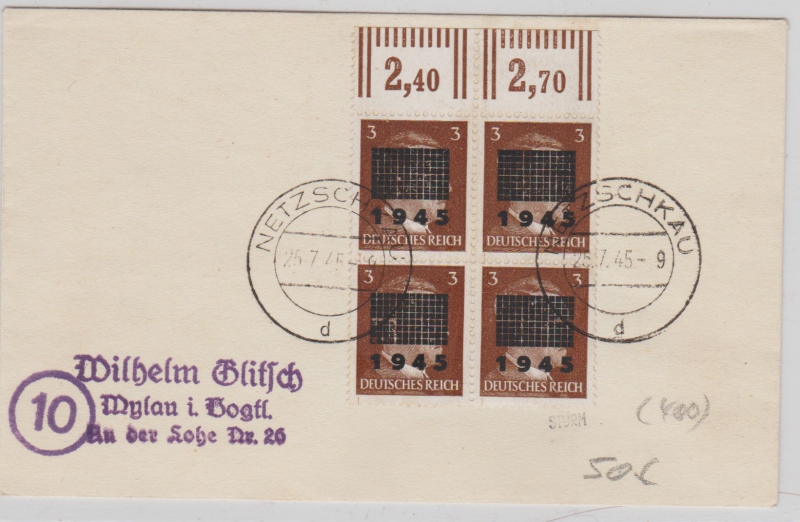 2,40 2,70
3 3 3 3
1945 1945
DEUTSCHES REICH DEUTSCHES REICH
NETZSCHKAU NETZSCHKAU
25.7.45-9 25.7.45-9
d d
3 3 3 3
1945 1945
DEUTSCHES REICH DEUTSCHES REICH
Wilhelm Glitsch
10 Mylau i. Vogtl.
An der Lohe Nr. 26
STURM
(400)
50€